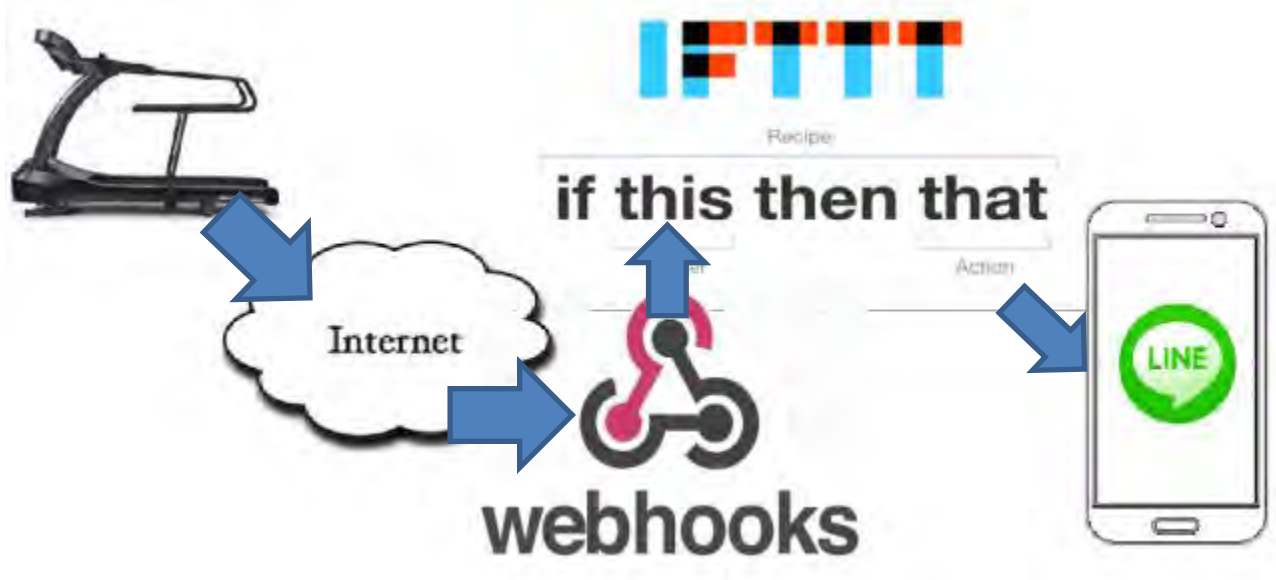 IFTTT
Recipe
if this then that
Action
Internet
LINE
webhooks